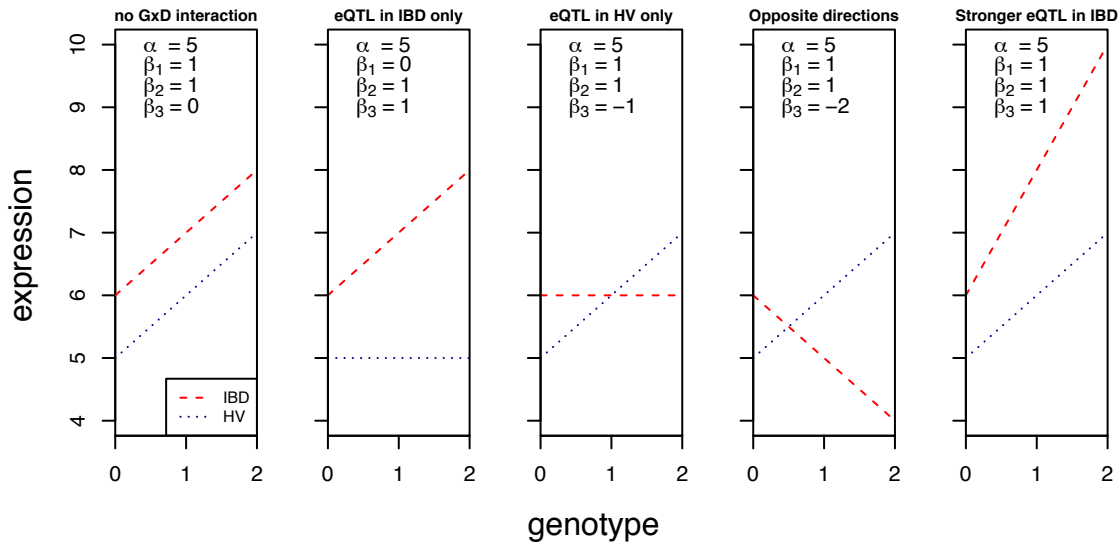 no GxD interaction
eQTL in IBD only
eQTL in HV only
Opposite directions
Stronger eQTL in IBD
α = 5
β1 = 1
β2 = 1
β3 = 0
α = 5
β1 = 0
β2 = 1
β3 = 1
α = 5
β1 = 1
β2 = 1
β3 = −1
α = 5
β1 = 1
β2 = 1
β3 = −2
α = 5
β1 = 1
β2 = 1
β3 = 1
10
9
8
7
6
5
4
expression
IBD
HV
0 1 2
0 1 2
0 1 2
0 1 2
0 1 2
genotype